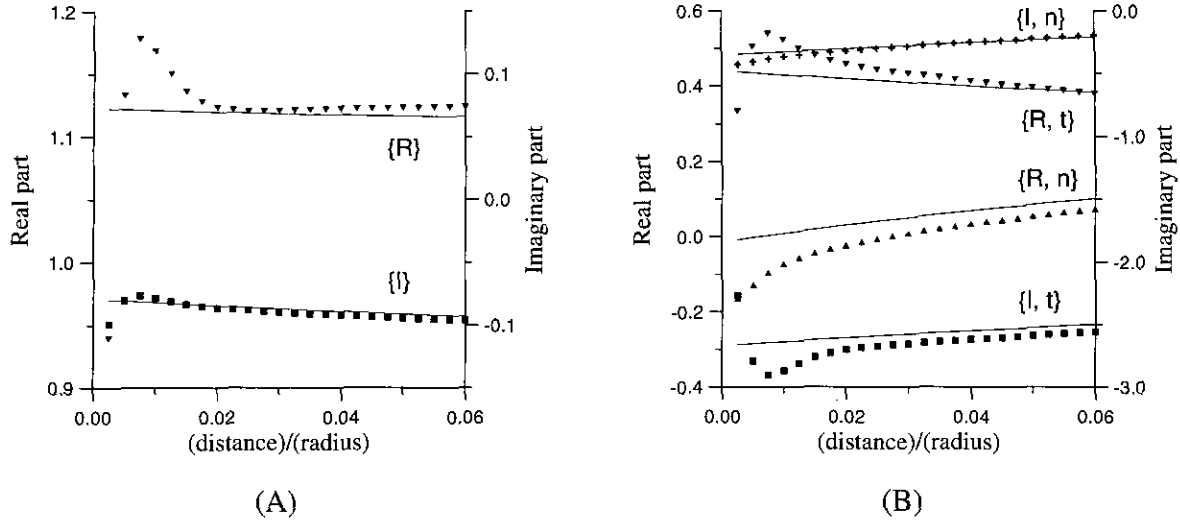 1.2
1.1
1.0
0.9
Real part
0.1
0.0
-0.1
Imaginary part
{R}
{I}
0.00 0.02 0.04 0.06
(distance)/(radius)
(A)
0.6
0.4
0.2
0.0
-0.2
-0.4
Real part
0.0
-1.0
-2.0
-3.0
Imaginary part
{I, n}
{R, t}
{R, n}
{I, t}
0.00 0.02 0.04 0.06
(distance)/(radius)
(B)